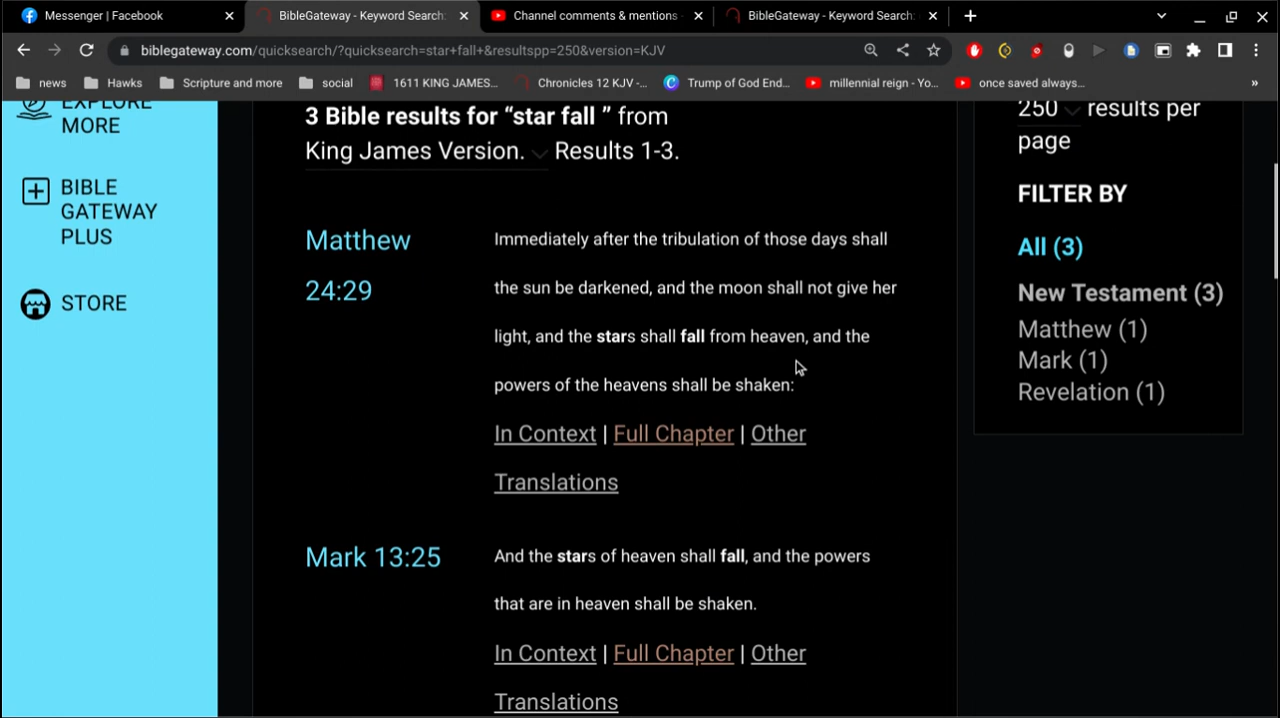 Messenger | Facebook
BibleGateway - Keyword Search:
Channel comments & mentions -
BibleGateway - Keyword Search:
biblegateway.com/quicksearch/?quicksearch=star+fall+&resultspp=250&version=KJV
news
Hawks
Scripture and more
social
1611 KING JAMES...
Chronicles 12 KJV -...
Trump of God End...
millennial reign - Yo...
once saved always...
»
EXPLORE
MORE
BIBLE
GATEWAY
PLUS
STORE
3 Bible results for “star fall ” from
King James Version. Results 1-3.
Matthew
24:29
Immediately after the tribulation of those days shall
the sun be darkened, and the moon shall not give her
light, and the stars shall fall from heaven, and the
powers of the heavens shall be shaken:
In Context | Full Chapter | Other
Translations
Mark 13:25
And the stars of heaven shall fall, and the powers
that are in heaven shall be shaken.
In Context | Full Chapter | Other
Translations
250 results per
page
FILTER BY
All (3)
New Testament (3)
Matthew (1)
Mark (1)
Revelation (1)